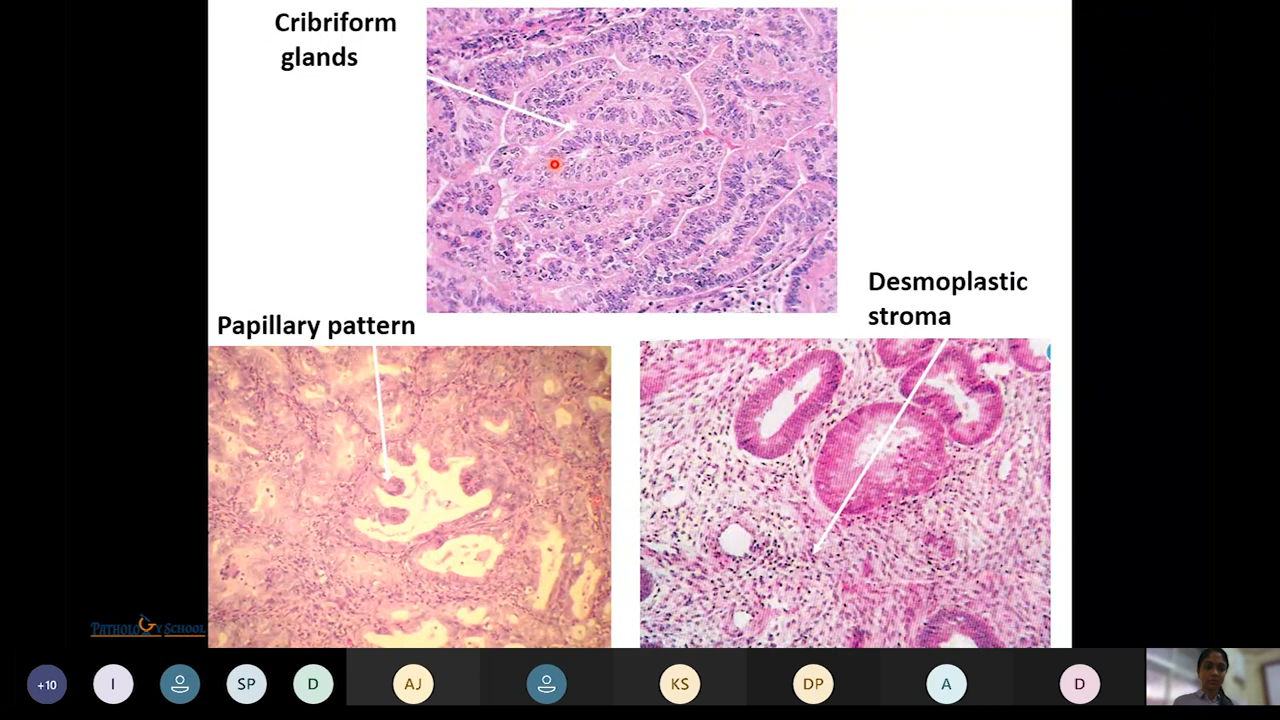 Cribriform
glands
Desmoplastic
stroma
Papillary pattern
PATHOLOGY SCHOOL
+10
I
SP
D
AJ
KS
DP
A
D